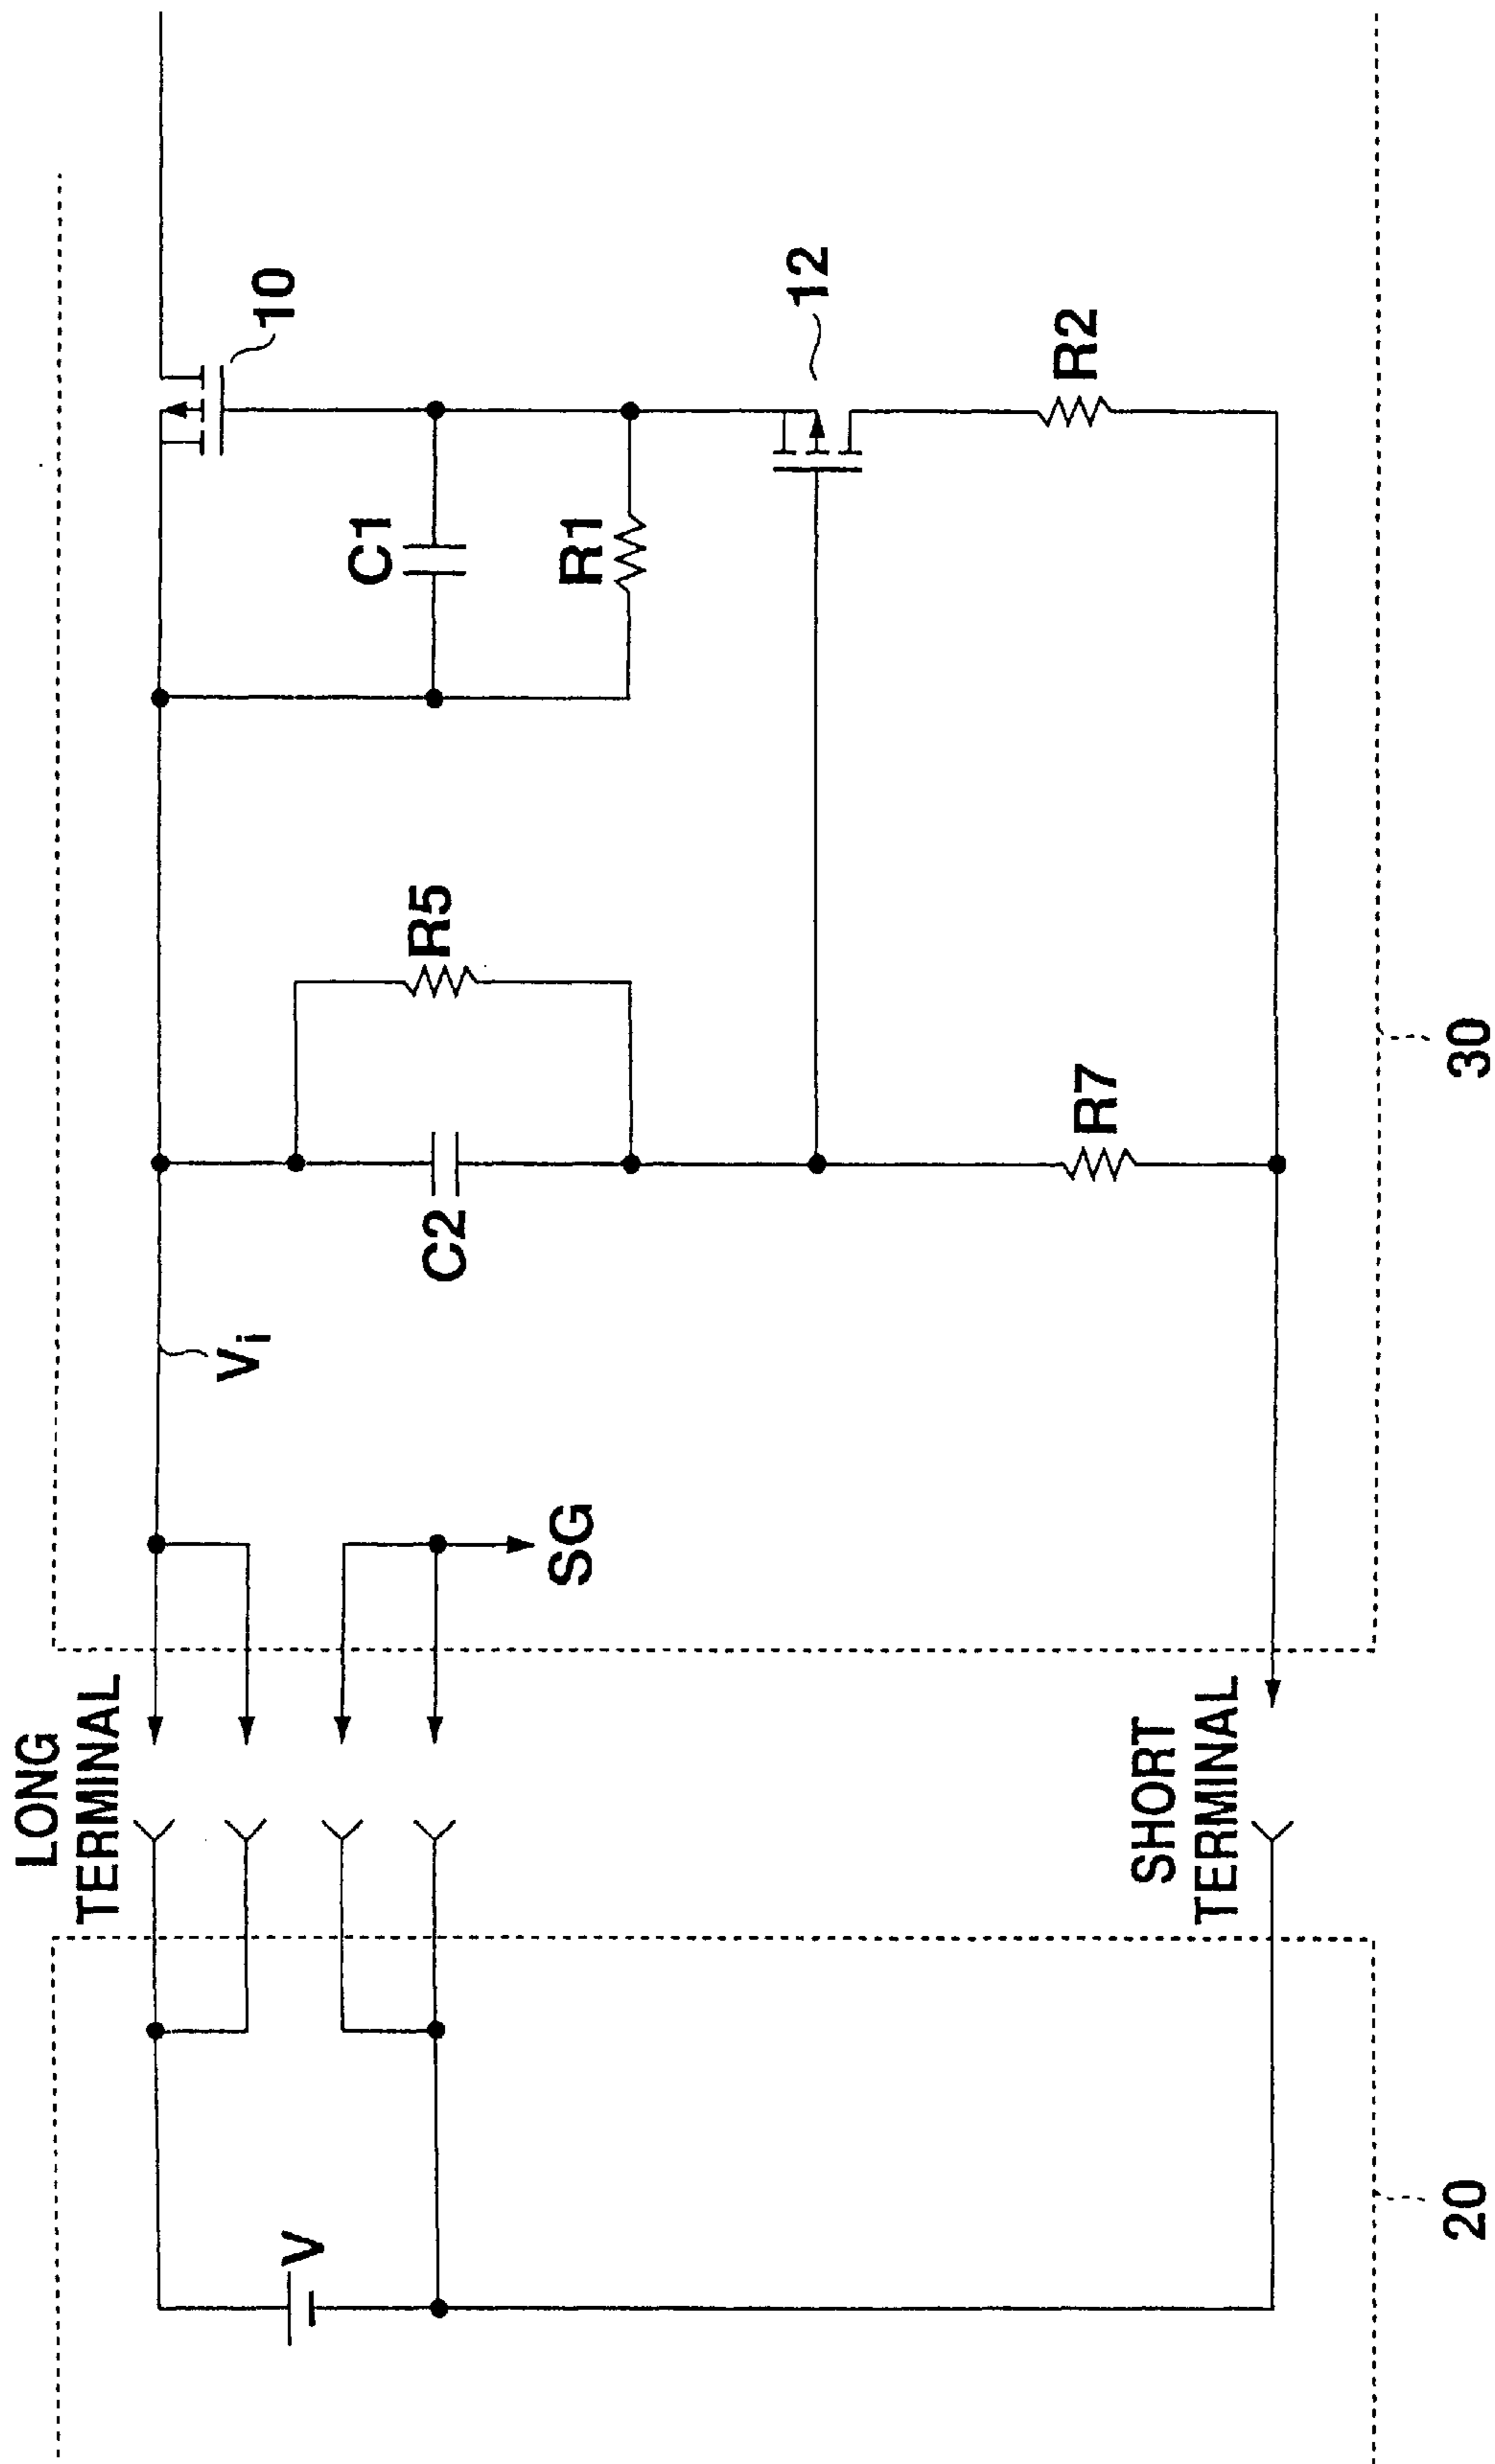 LONG
TERMINAL
SHORT
TERMINAL
V
20
SG
Vi
C2
R5
R7
30
C1
R1
10
12
R2